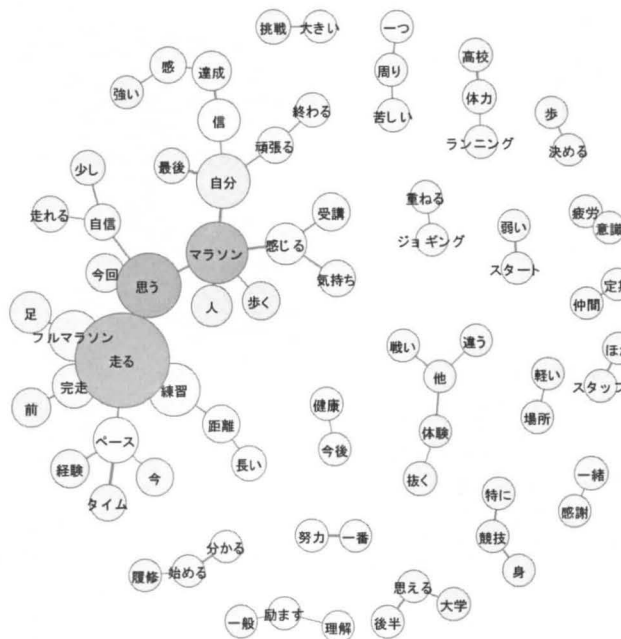 挑戦
大きい
一つ
周り
苦しい
高校
体力
ランニング
歩
決める
強い
感
達成
信
終わる
頑張る
最後
自分
少し
走れる
自信
今回
思う
マラソン
感じる
受講
気持ち
人
歩く
重ねる
ジョギング
弱い
スタート
疲労
意識
仲間
足
フルマラソン
走る
完走
前
練習
距離
長い
ペース
経験
タイム
今
健康
今後
戦い
違う
他
体験
抜く
軽い
場所
スタッフ
一緒
感謝
特に
競技
身
努力
一番
分かる
始める
履修
一般
励ます
理解
思える
後半
大学